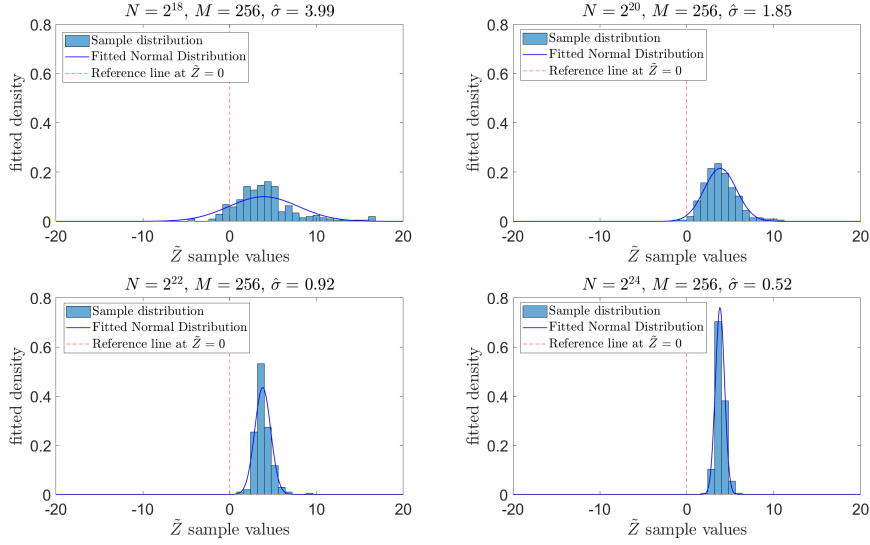 N = 2^18, M = 256, σ̂ = 3.99
0.8
0.6
0.4
0.2
0
fitted density
Sample distribution
Fitted Normal Distribution
Reference line at Z̃ = 0
-20
-10
0
10
20
Z̃ sample values
N = 2^20, M = 256, σ̂ = 1.85
0.8
0.6
0.4
0.2
0
fitted density
Sample distribution
Fitted Normal Distribution
Reference line at Z̃ = 0
-20
-10
0
10
20
Z̃ sample values
N = 2^22, M = 256, σ̂ = 0.92
0.8
0.6
0.4
0.2
0
fitted density
Sample distribution
Fitted Normal Distribution
Reference line at Z̃ = 0
-20
-10
0
10
20
Z̃ sample values
N = 2^24, M = 256, σ̂ = 0.52
0.8
0.6
0.4
0.2
0
fitted density
Sample distribution
Fitted Normal Distribution
Reference line at Z̃ = 0
-20
-10
0
10
20
Z̃ sample values